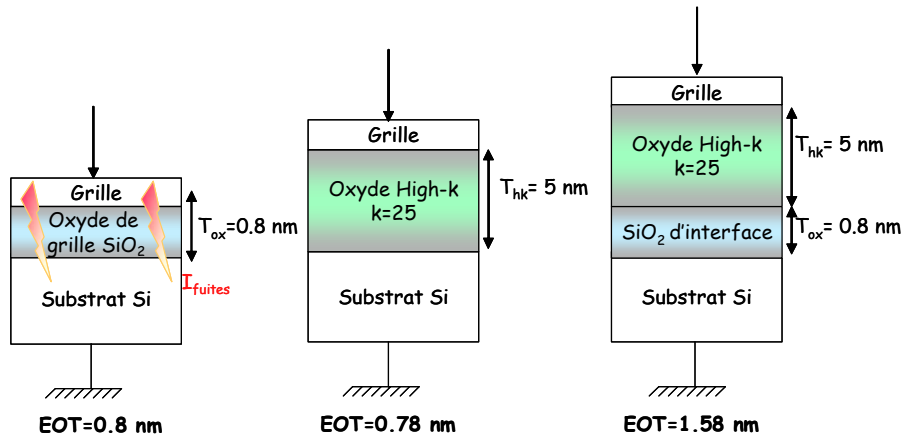 Grille
Oxyde de
grille SiO₂
Tox=0.8 nm
Ifuites
Substrat Si
EOT=0.8 nm
Grille
Oxyde High-k
k=25
Thk= 5 nm
Substrat Si
EOT=0.78 nm
Grille
Oxyde High-k
k=25
Thk= 5 nm
SiO₂ d'interface
Tox= 0.8 nm
Substrat Si
EOT=1.58 nm